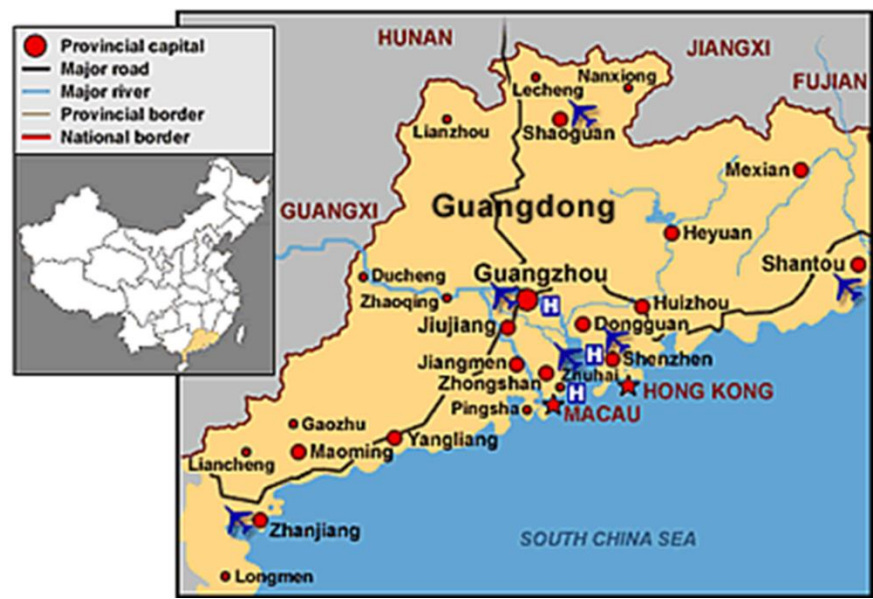 Provincial capital
Major road
Major river
Provincial border
National border
HUNAN
JIANGXI
FUJIAN
Nanxiong
Lecheng
Lianzhou
Shaoguan
Mexian
GUANGXI
Guangdong
Heyuan
Ducheng
Guangzhou
Shantou
Zhaoqing
H
Huizhou
Jiujiang
Dongguan
Jiangmen
H
Shenzhen
Zhongshan
Zhuhai
HONG KONG
H
Pingsha
MACAU
Gaozhu
Yangliang
Maoming
Liancheng
Zhanjiang
SOUTH CHINA SEA
Longmen